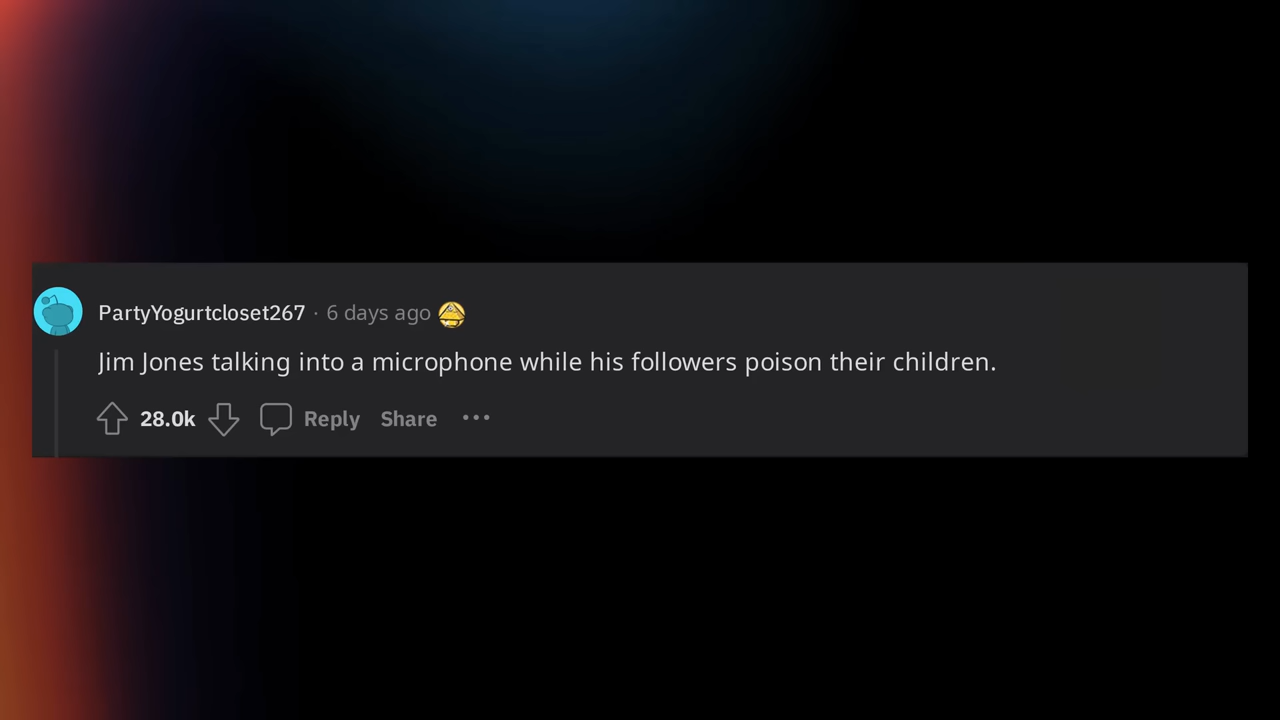 PartyYogurtcloset267 · 6 days ago
Jim Jones talking into a microphone while his followers poison their children.
28.0k Reply Share ...